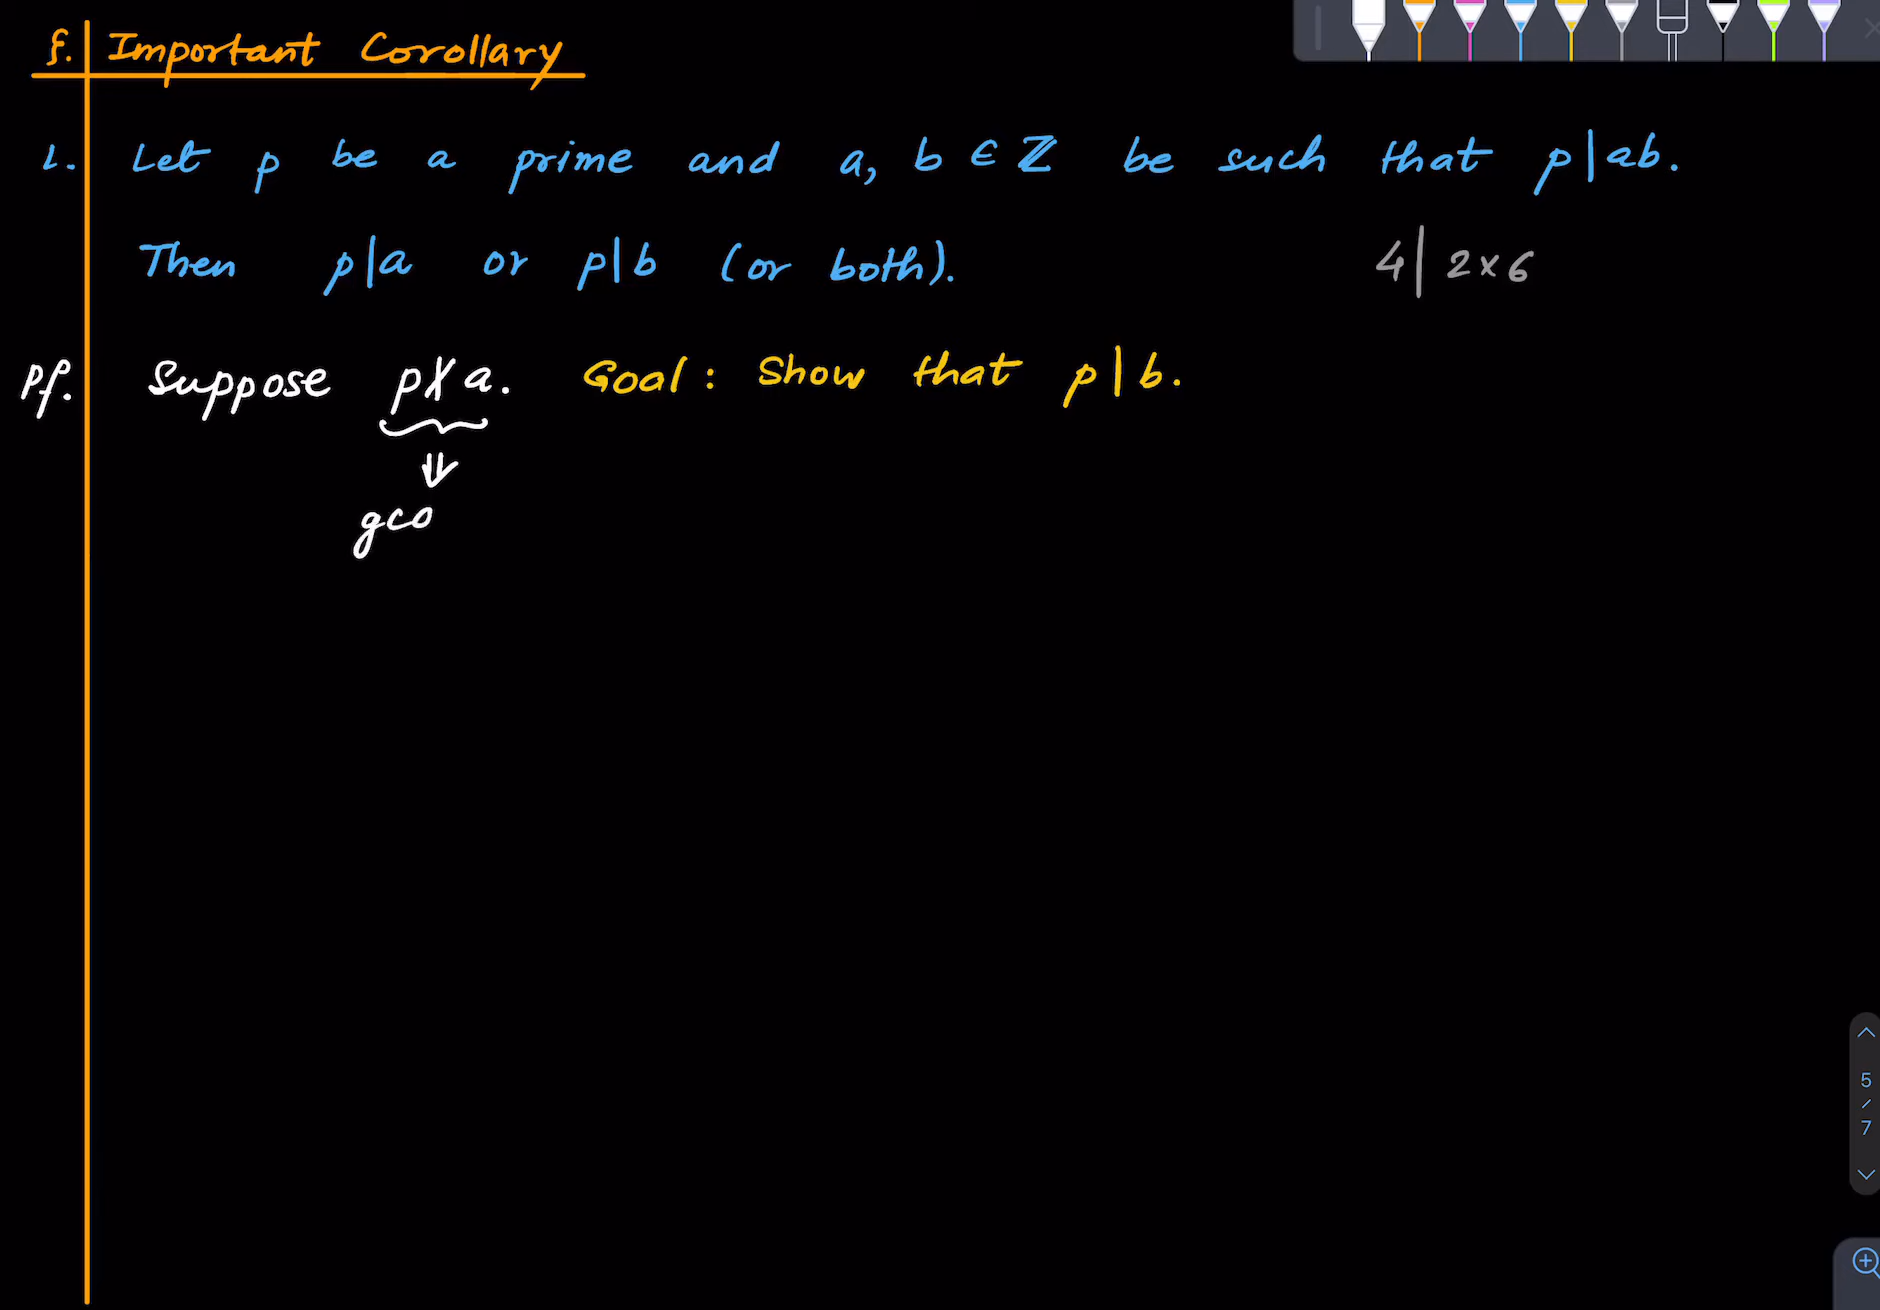 5. Important Corollary
1. Let p be a prime and a, b ∈ ℤ be such that p|ab.
Then p|a or p|b (or both). 4|2×6
Pf. Suppose p∤a. Goal: Show that p|b.
⇓
gcd
5
/
7